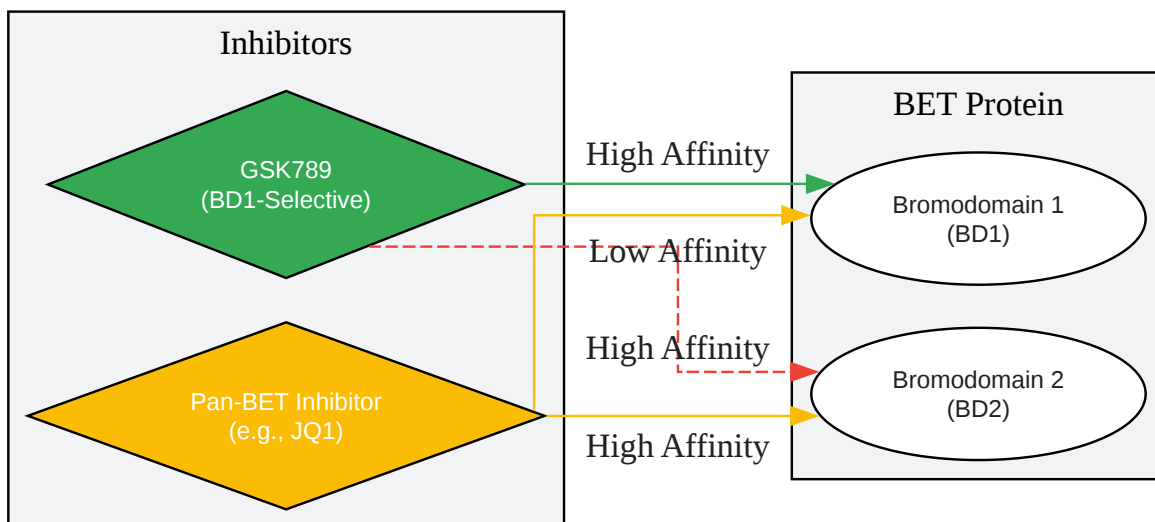 Inhibitors
GSK789
(BD1-Selective)
Pan-BET Inhibitor
(e.g., JQ1)
High Affinity
Low Affinity
High Affinity
High Affinity
BET Protein
Bromodomain 1
(BD1)
Bromodomain 2
(BD2)